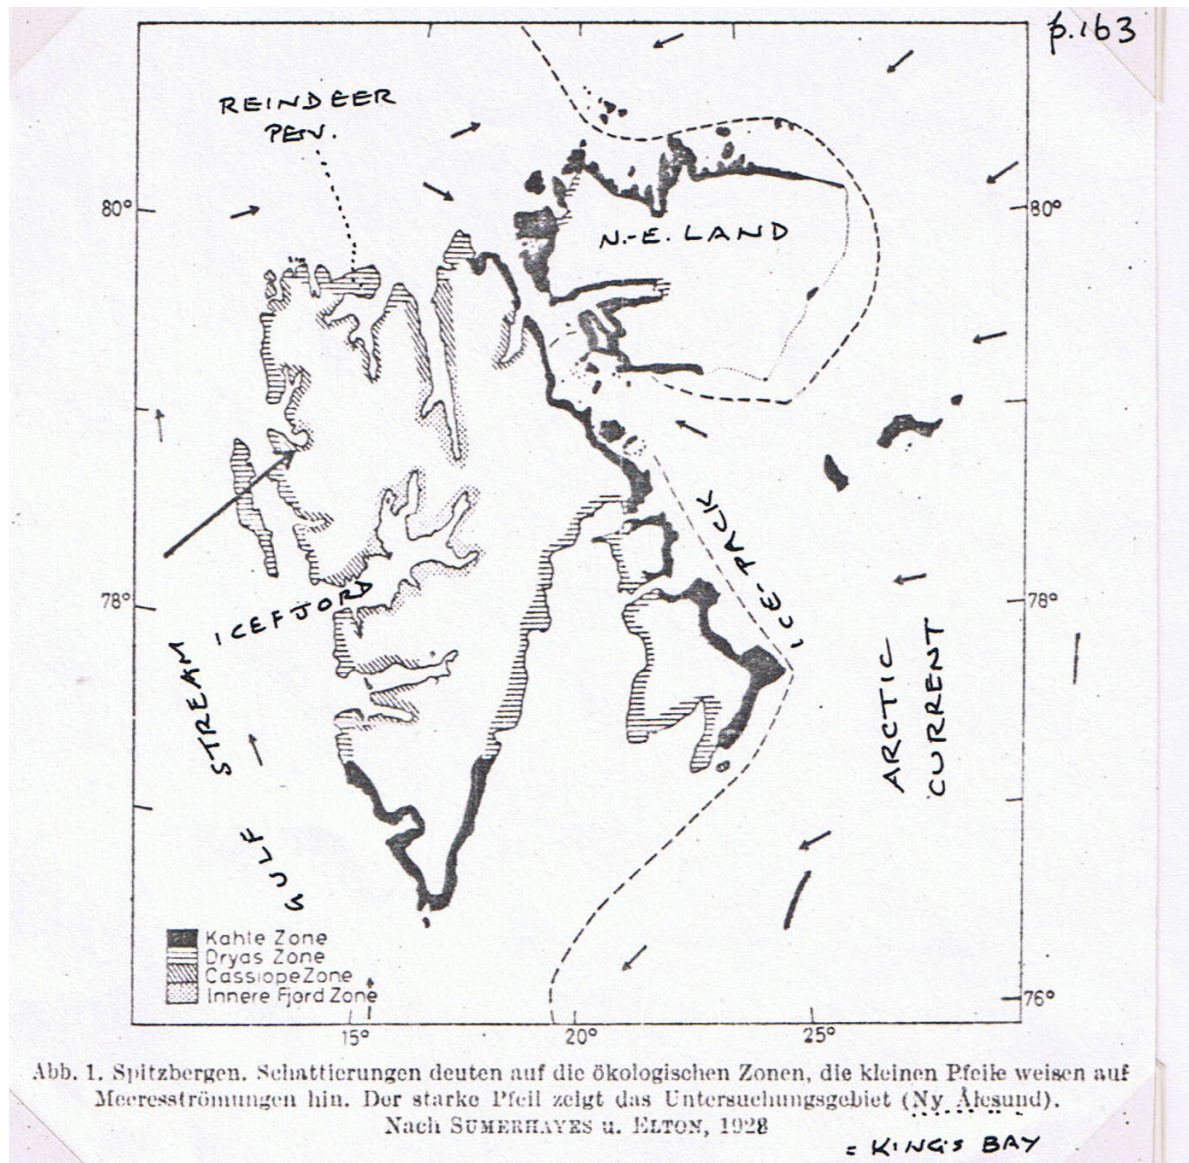 p.163
REINDEER
PEN.
80°
80°
N.-E. LAND
ICE-PACK
78°
78°
ICEFJORD
GULF STREAM
ARCTIC
CURRENT
Kahle Zone
Dryas Zone
Cassiope Zone
Innere Fjord Zone
76°
15°
20°
25°
Abb. 1. Spitzbergen. Schattierungen deuten auf die ökologischen Zonen, die kleinen Pfeile weisen auf
Meeresströmungen hin. Der starke Pfeil zeigt das Untersuchungsgebiet (Ny Ålesund).
Nach SUMERHAYES u. ELTON, 1928
= KING'S BAY